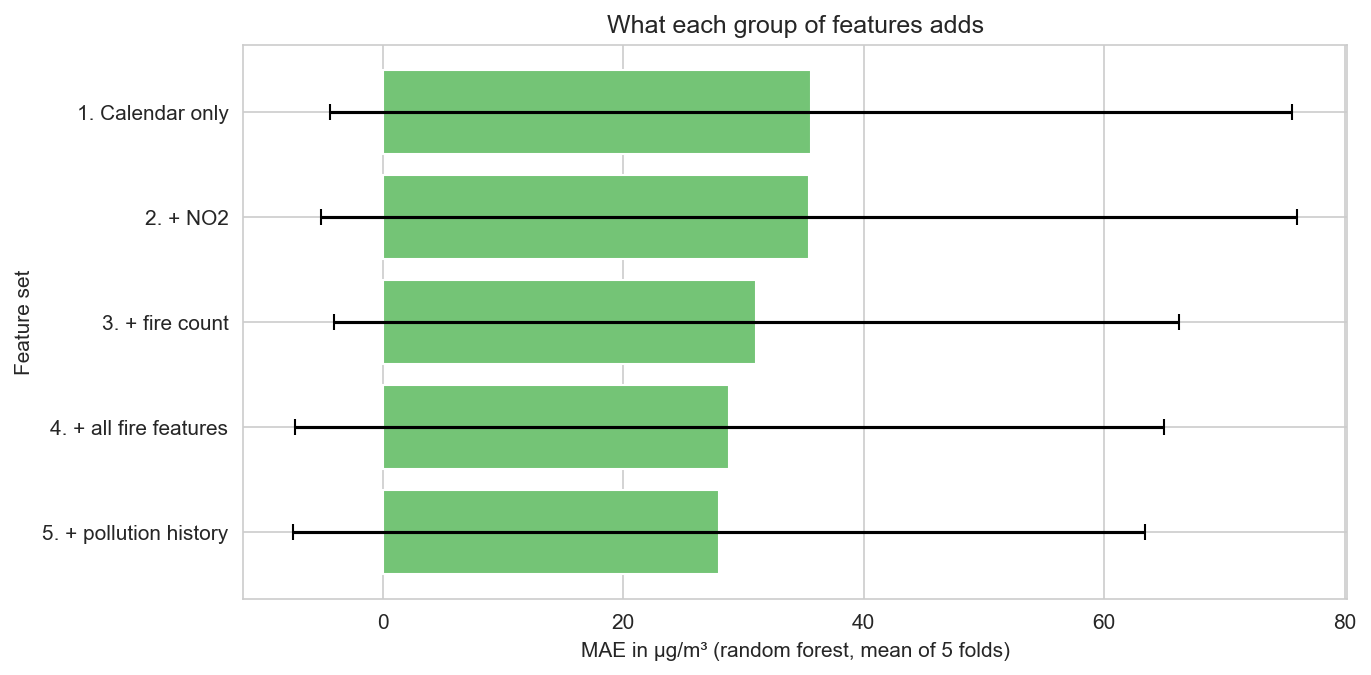 What each group of features adds
Feature set
1. Calendar only
2. + NO2
3. + fire count
4. + all fire features
5. + pollution history
0 20 40 60 80
MAE in µg/m³ (random forest, mean of 5 folds)